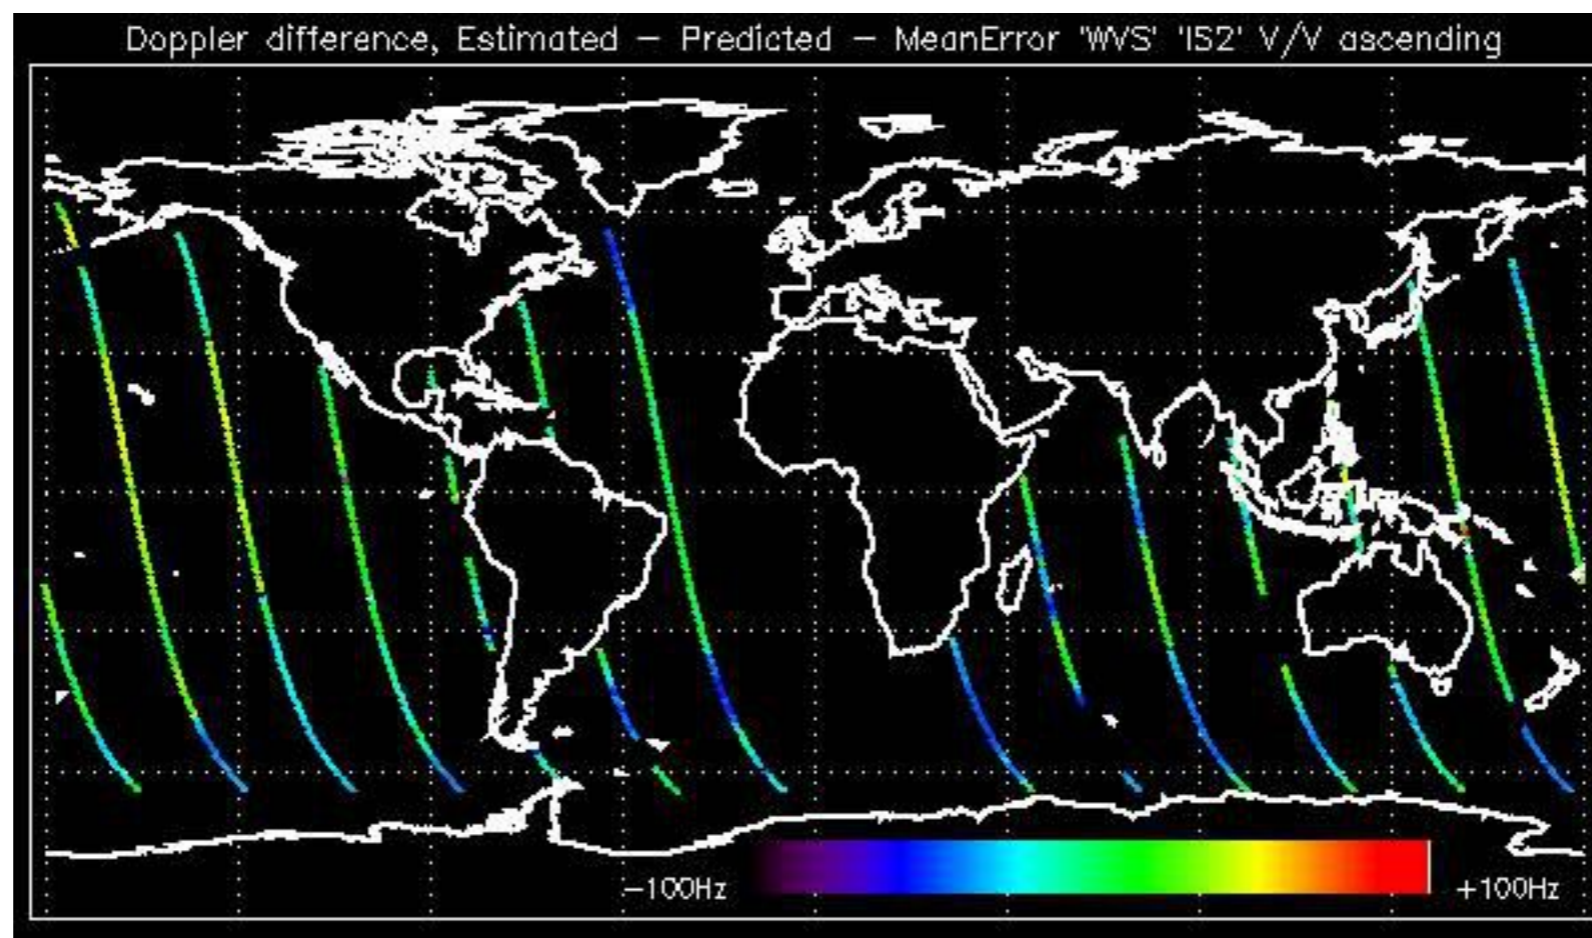 Doppler difference, Estimated – Predicted – MeanError 'WVS' 'IS2' V/V ascending
–100Hz +100Hz